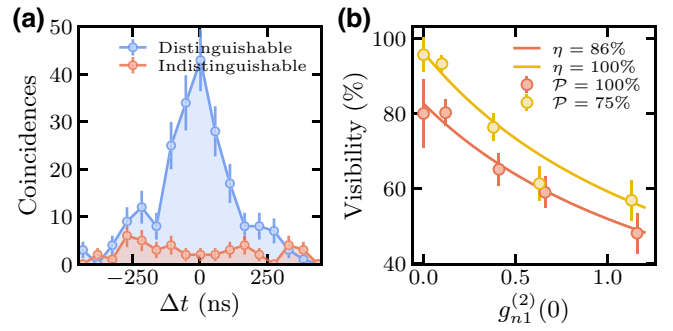 (a)
50
40
30
20
10
0
Coincidences
Distinguishable
Indistinguishable
−250
0
250
Δt (ns)
(b)
100
80
60
40
Visibility (%)
η = 86%
η = 100%
𝒫 = 100%
𝒫 = 75%
0.0
0.5
1.0
g_{n1}^{(2)}(0)